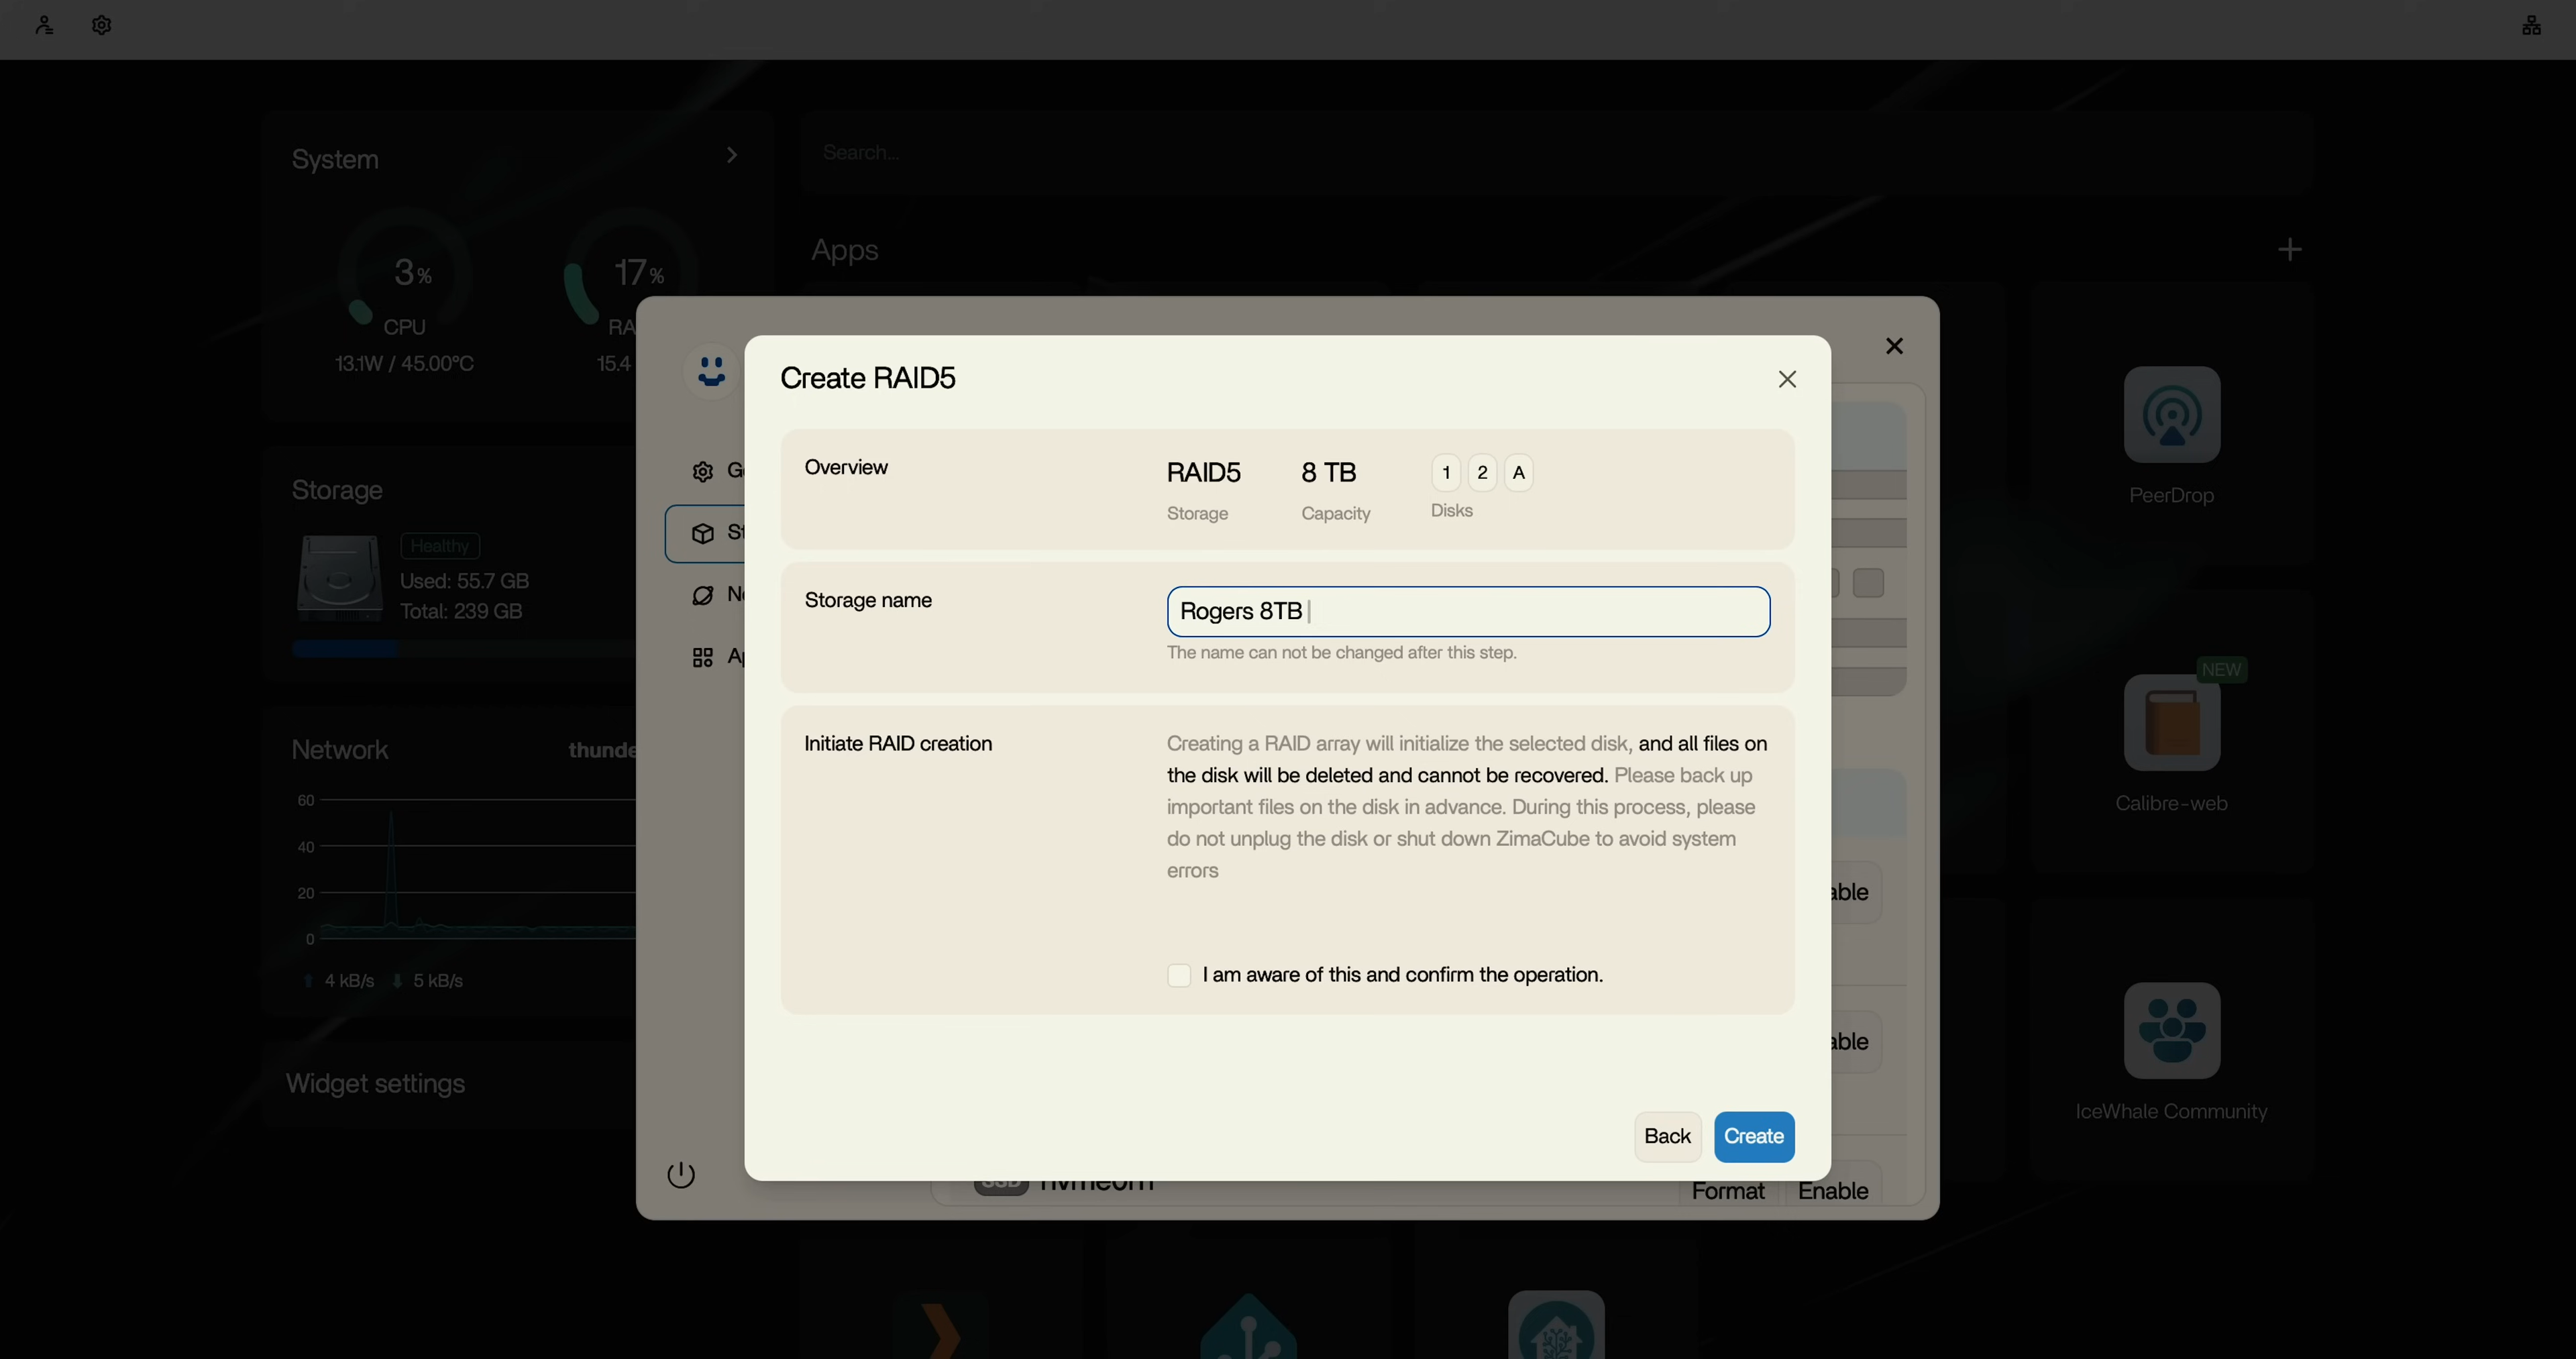 System
Search...
3%
17%
CPU
RA
13.1W / 45.00°C
15.4
Apps
Storage
Healthy
Used: 55.7 GB
Total: 239 GB
Network
thunde
60
40
20
0
4 kB/s
5 kB/s
Widget settings
Create RAID5
Overview
RAID5
8 TB
1 2 A
Storage
Capacity
Disks
Storage name
Rogers 8TB
The name can not be changed after this step.
Initiate RAID creation
Creating a RAID array will initialize the selected disk, and all files on
the disk will be deleted and cannot be recovered. Please back up
important files on the disk in advance. During this process, please
do not unplug the disk or shut down ZimaCube to avoid system
errors
I am aware of this and confirm the operation.
Back
Create
able
able
Format
Enable
PeerDrop
NEW
Calibre-web
IceWhale Community